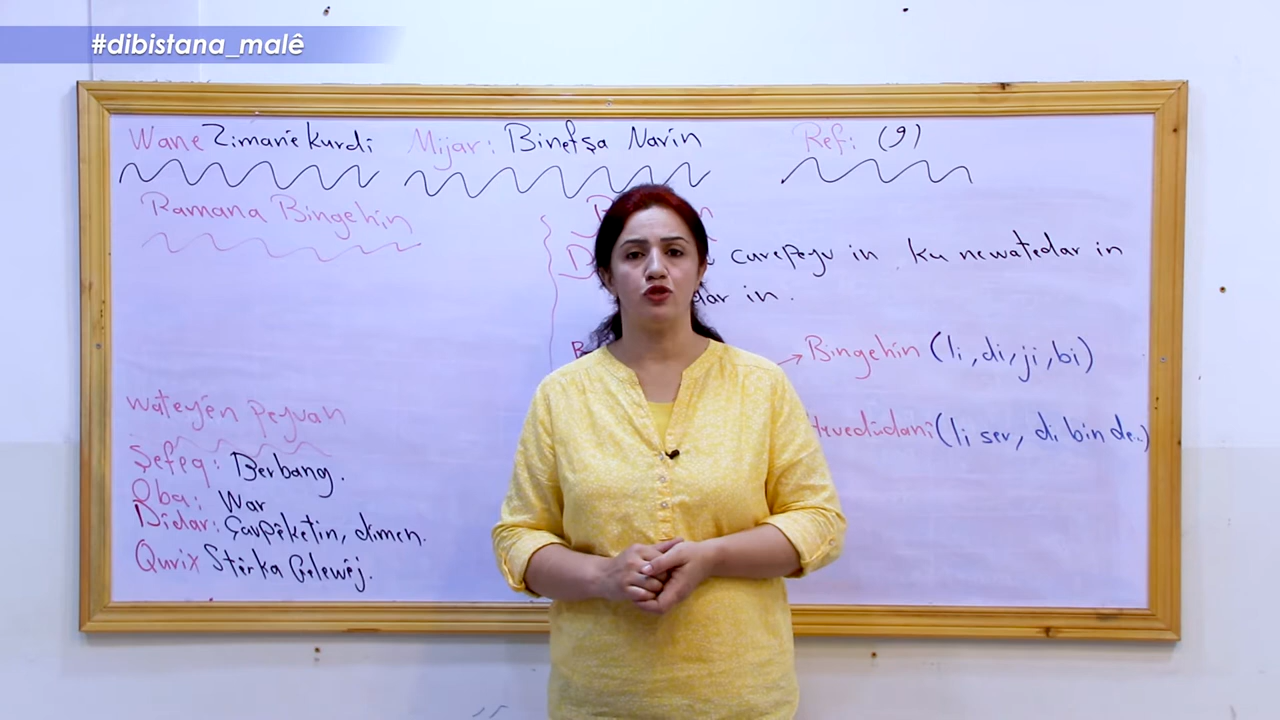 #dibistana_malê
Wane Zimanê kurdî Mijar: Binefşa Narîn Ref: (9)
Ramana Bingehîn
curepeyv in ku newatedar in
dar in.
Bingehîn (li, di, ji, bi)
Hevedûdanî (li ser, di bin de..)
wateyên peyvan
Şefeq: Berbang.
Oba: War
Dîdar: Çavpêketin, dîmen.
Qurix Stêrka Gelewêj.